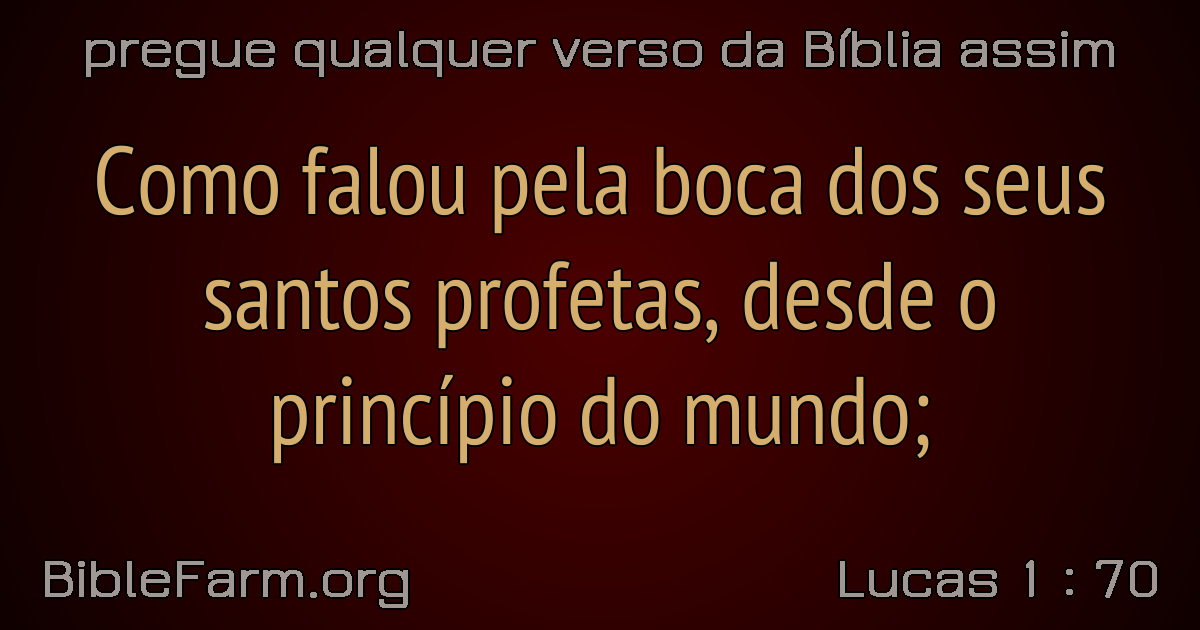 pregue qualquer verso da Bíblia assim
Como falou pela boca dos seus
santos profetas, desde o
princípio do mundo;
BibleFarm.org
Lucas 1 : 70